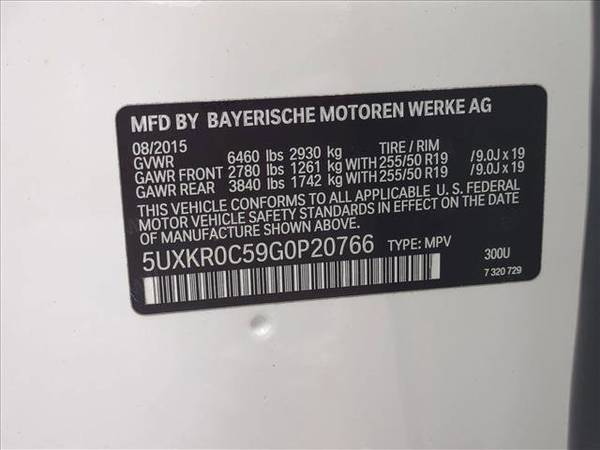 MFD BY BAYERISCHE MOTOREN WERKE AG
08/2015 TIRE / RIM
GVWR 6460 lbs 2930 kg
GAWR FRONT 2780 lbs 1261 kg WITH 255/50 R19 /9.0J x 19
GAWR REAR 3840 lbs 1742 kg WITH 255/50 R19 /9.0J x 19
THIS VEHICLE CONFORMS TO ALL APPLICABLE U. S. FEDERAL
MOTOR VEHICLE SAFETY STANDARDS IN EFFECT ON THE DATE
OF MANUFACTURE SHOWN ABOVE.
5UXKR0C59G0P20766 TYPE: MPV 300U
7 320 729